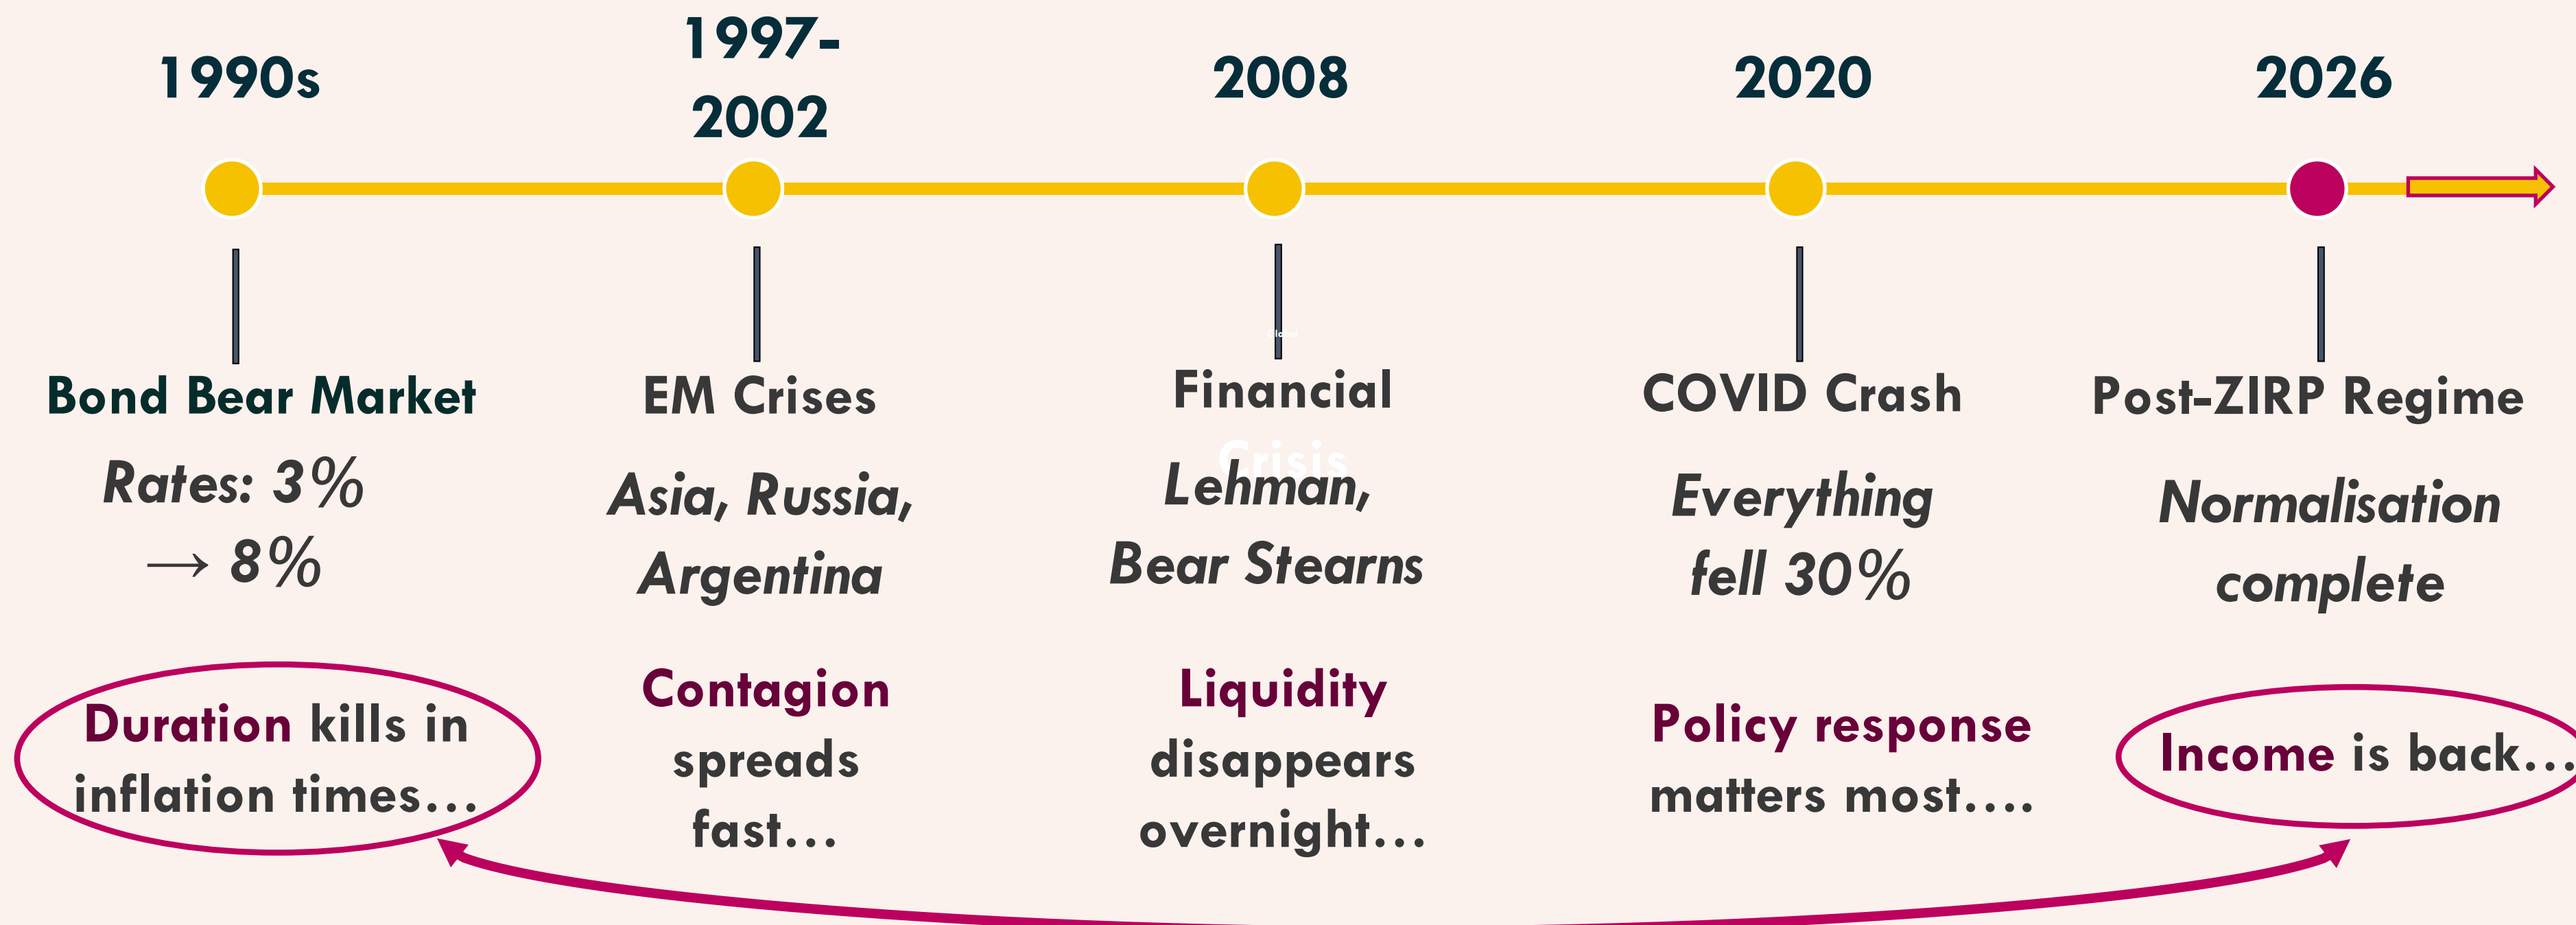 1990s
1997-
2002
2008
2020
2026
Bond Bear Market
Rates: 3%
→ 8%
Duration kills in
inflation times...
EM Crises
Asia, Russia,
Argentina
Contagion
spreads
fast...
Global
Financial
Crisis
Lehman,
Bear Stearns
Liquidity
disappears
overnight...
COVID Crash
Everything
fell 30%
Policy response
matters most....
Post-ZIRP Regime
Normalisation
complete
Income is back...